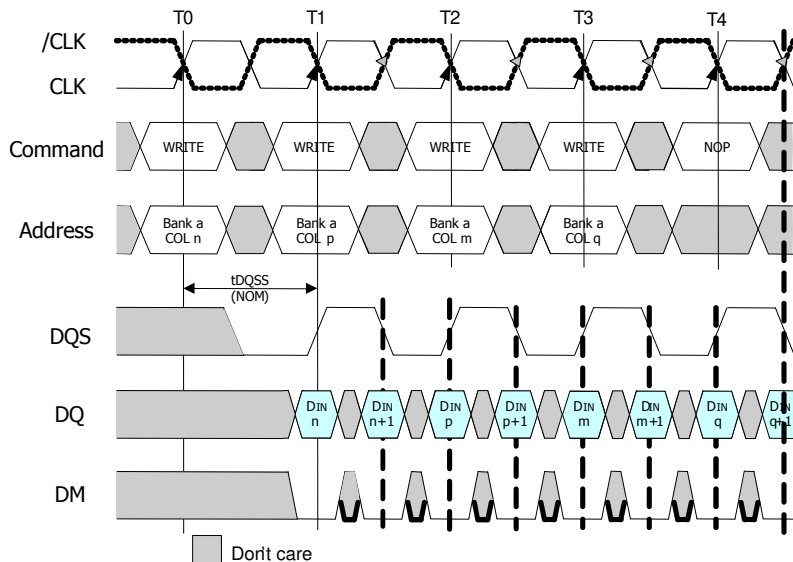 T0 T1 T2 T3 T4
/CLK
CLK
Command WRITE WRITE WRITE WRITE NOP
Address
Bank a
COL n
Bank a
COL p
Bank a
COL m
Bank a
COL q
tDQSS
(NOM)
DQS
DQ
DIN
n
DIN
n+1
DIN
p
DIN
p+1
DIN
m
DIN
m+1
DIN
q
DIN
q+1
DM
Don't care